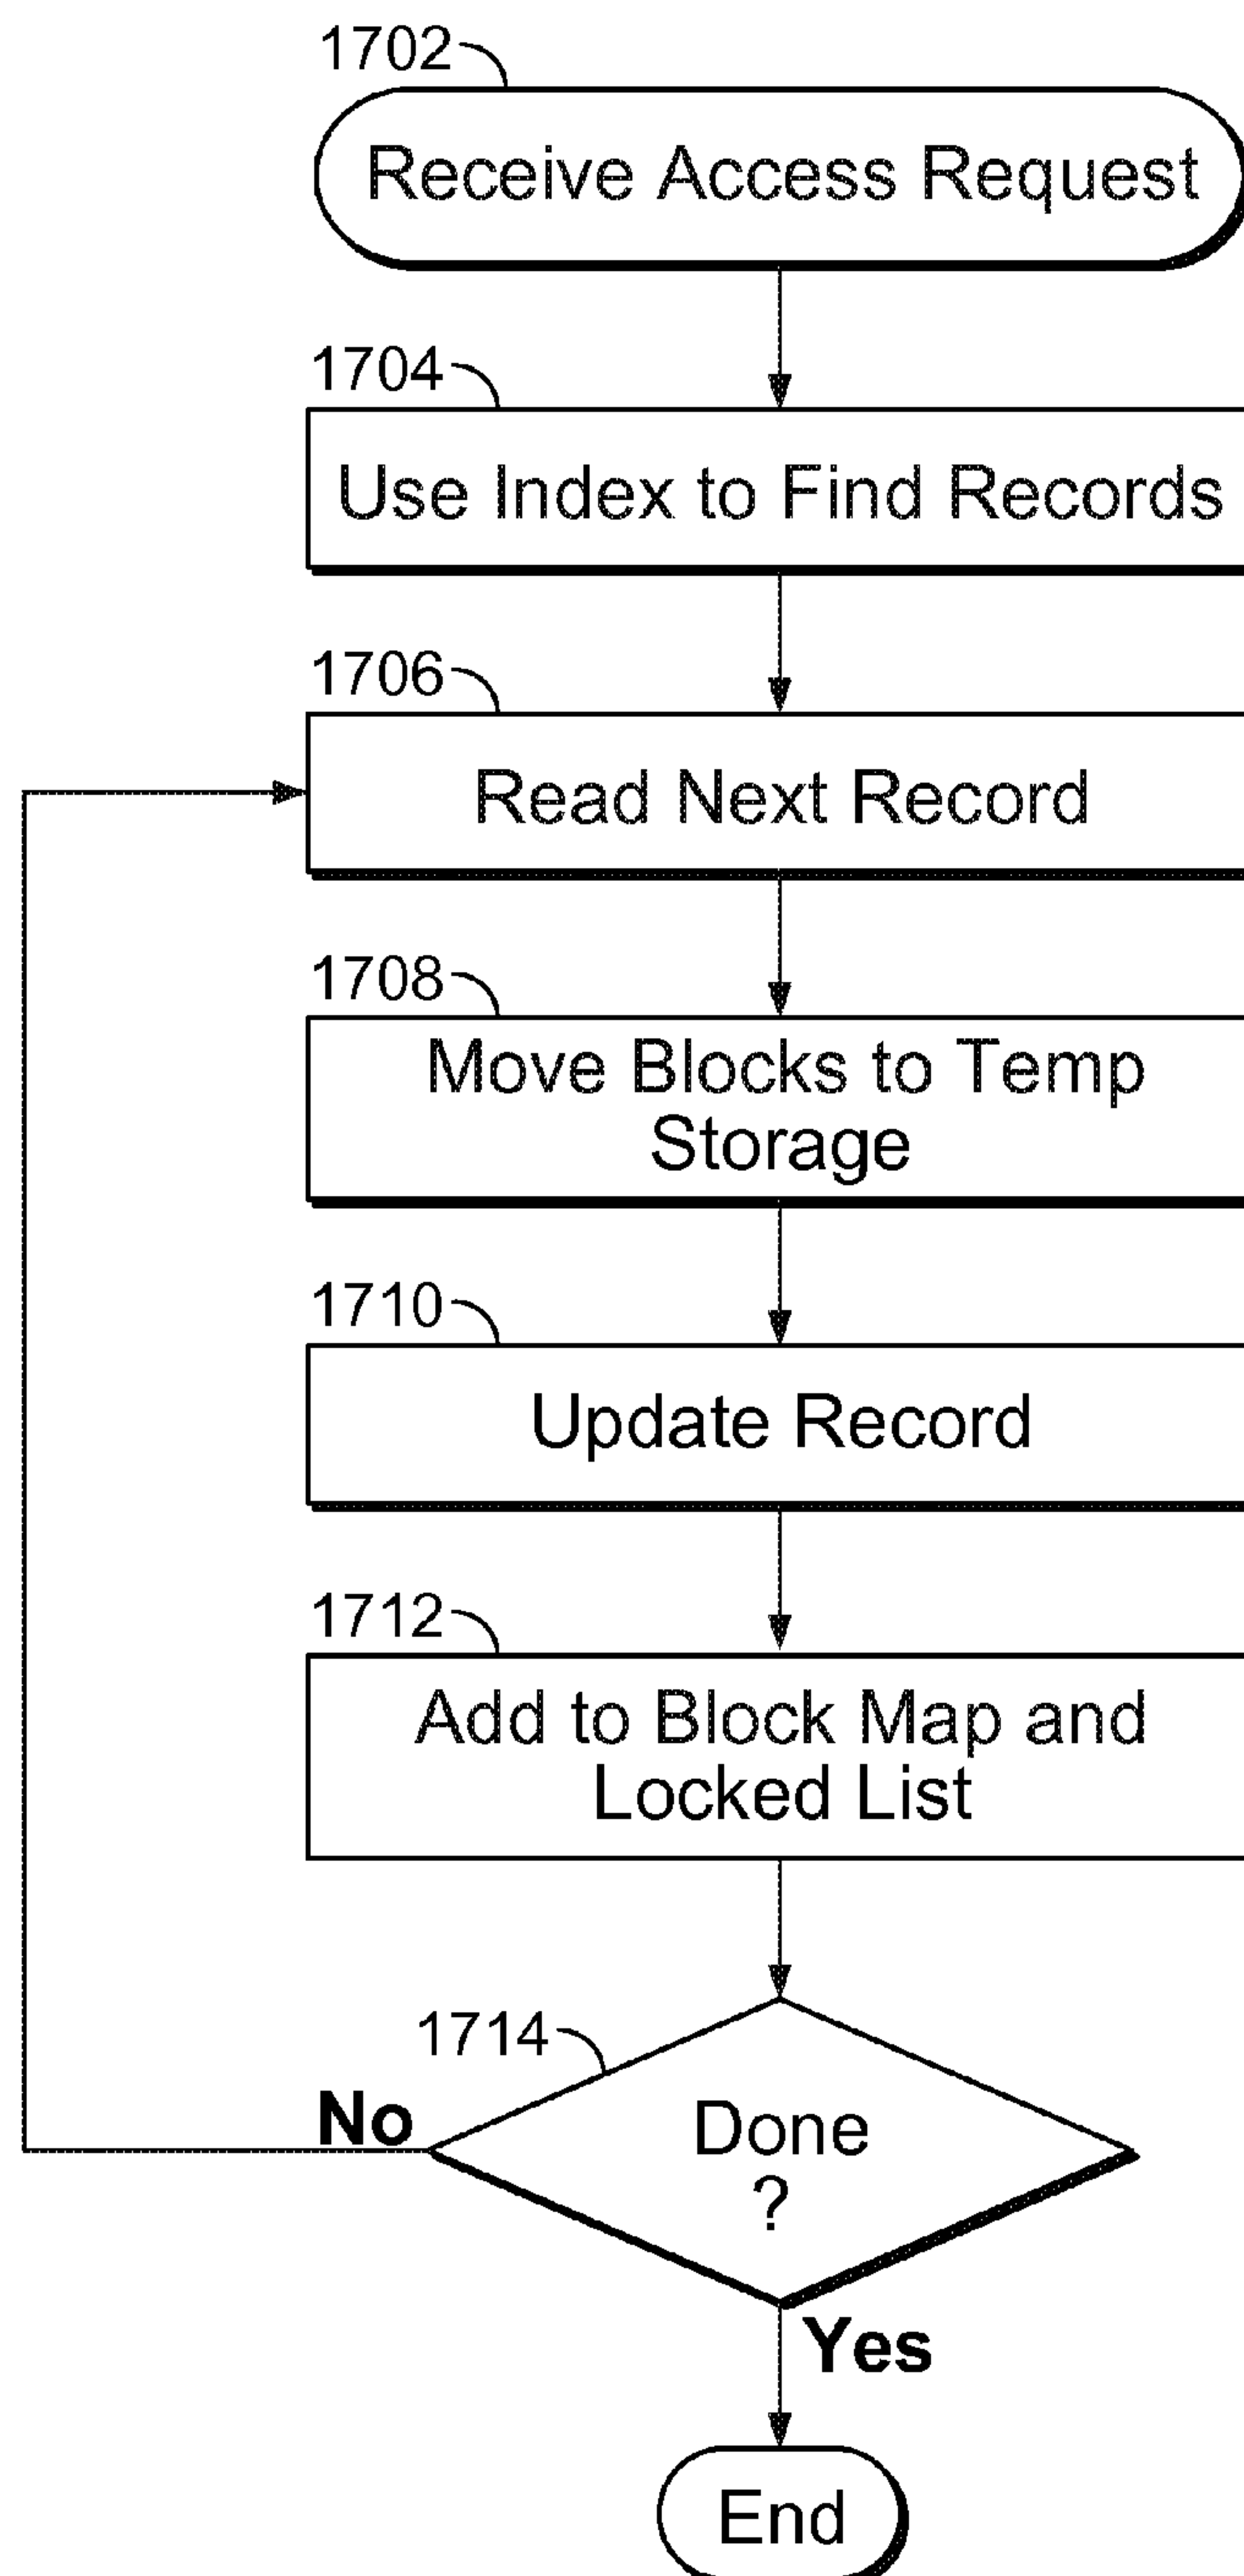 1702
Receive Access Request
1704
Use Index to Find Records
1706
Read Next Record
1708
Move Blocks to Temp
Storage
1710
Update Record
1712
Add to Block Map and
Locked List
1714
No
Done
?
Yes
End